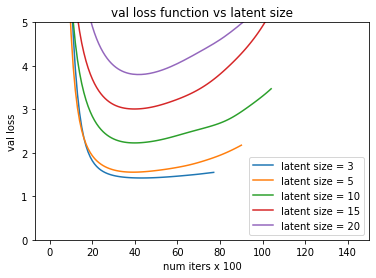 val loss function vs latent size
val loss
5
4
3
2
1
0
0 20 40 60 80 100 120 140
num iters x 100
latent size = 3
latent size = 5
latent size = 10
latent size = 15
latent size = 20